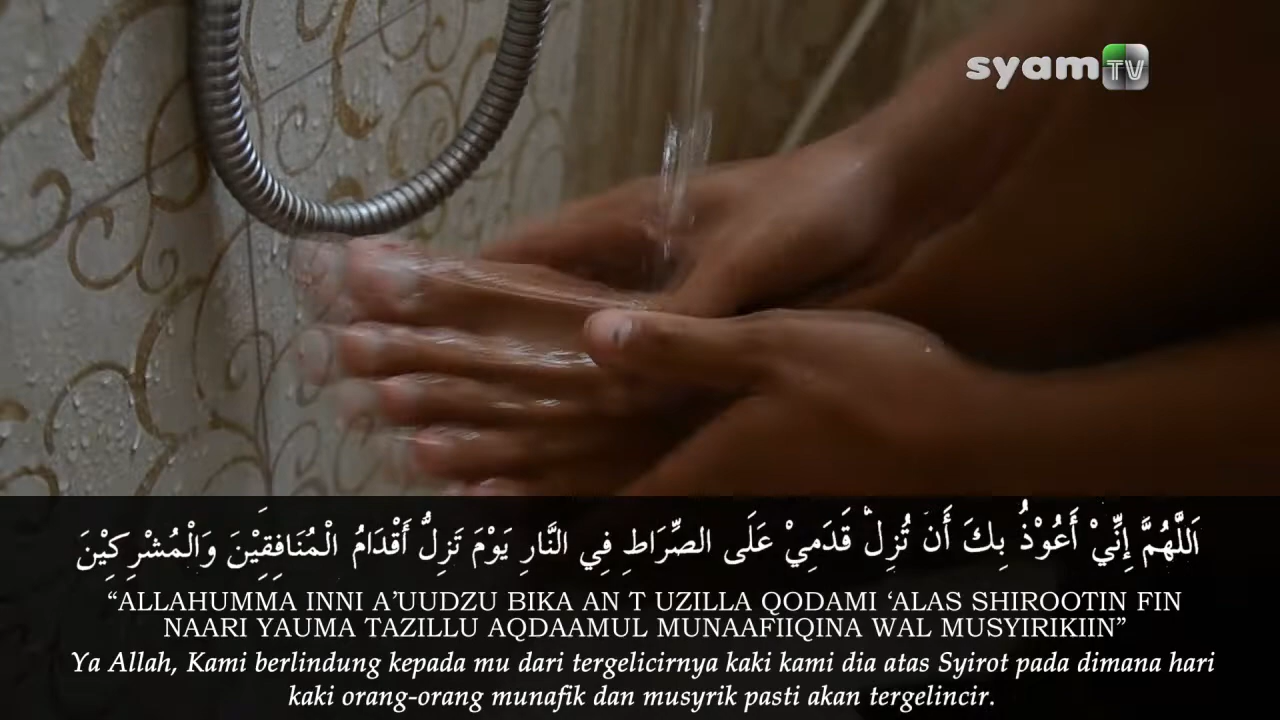 syam TV
اَللَّهُمَّ إِنِّيْ أَعُوْذُ بِكَ أَن تُزِلّ قَدَمِيْ عَلَى الصِّرَاطِ فِي النَّارِ يَوْمَ تَزِلُّ أَقْدَامُ الْمُنَافِقِيْنَ وَالْمُشْرِكِيْنَ
“ALLAHUMMA INNI A’UUDZU BIKA AN T UZILLA QODAMI ‘ALAS SHIROOTIN FIN
NAARI YAUMA TAZILLU AQDAAMUL MUNAAFIIQINA WAL MUSYIRIKIIN”
Ya Allah, Kami berlindung kepada mu dari tergelicirnya kaki kami dia atas Syirot pada dimana hari
kaki orang-orang munafik dan musyrik pasti akan tergelincir.